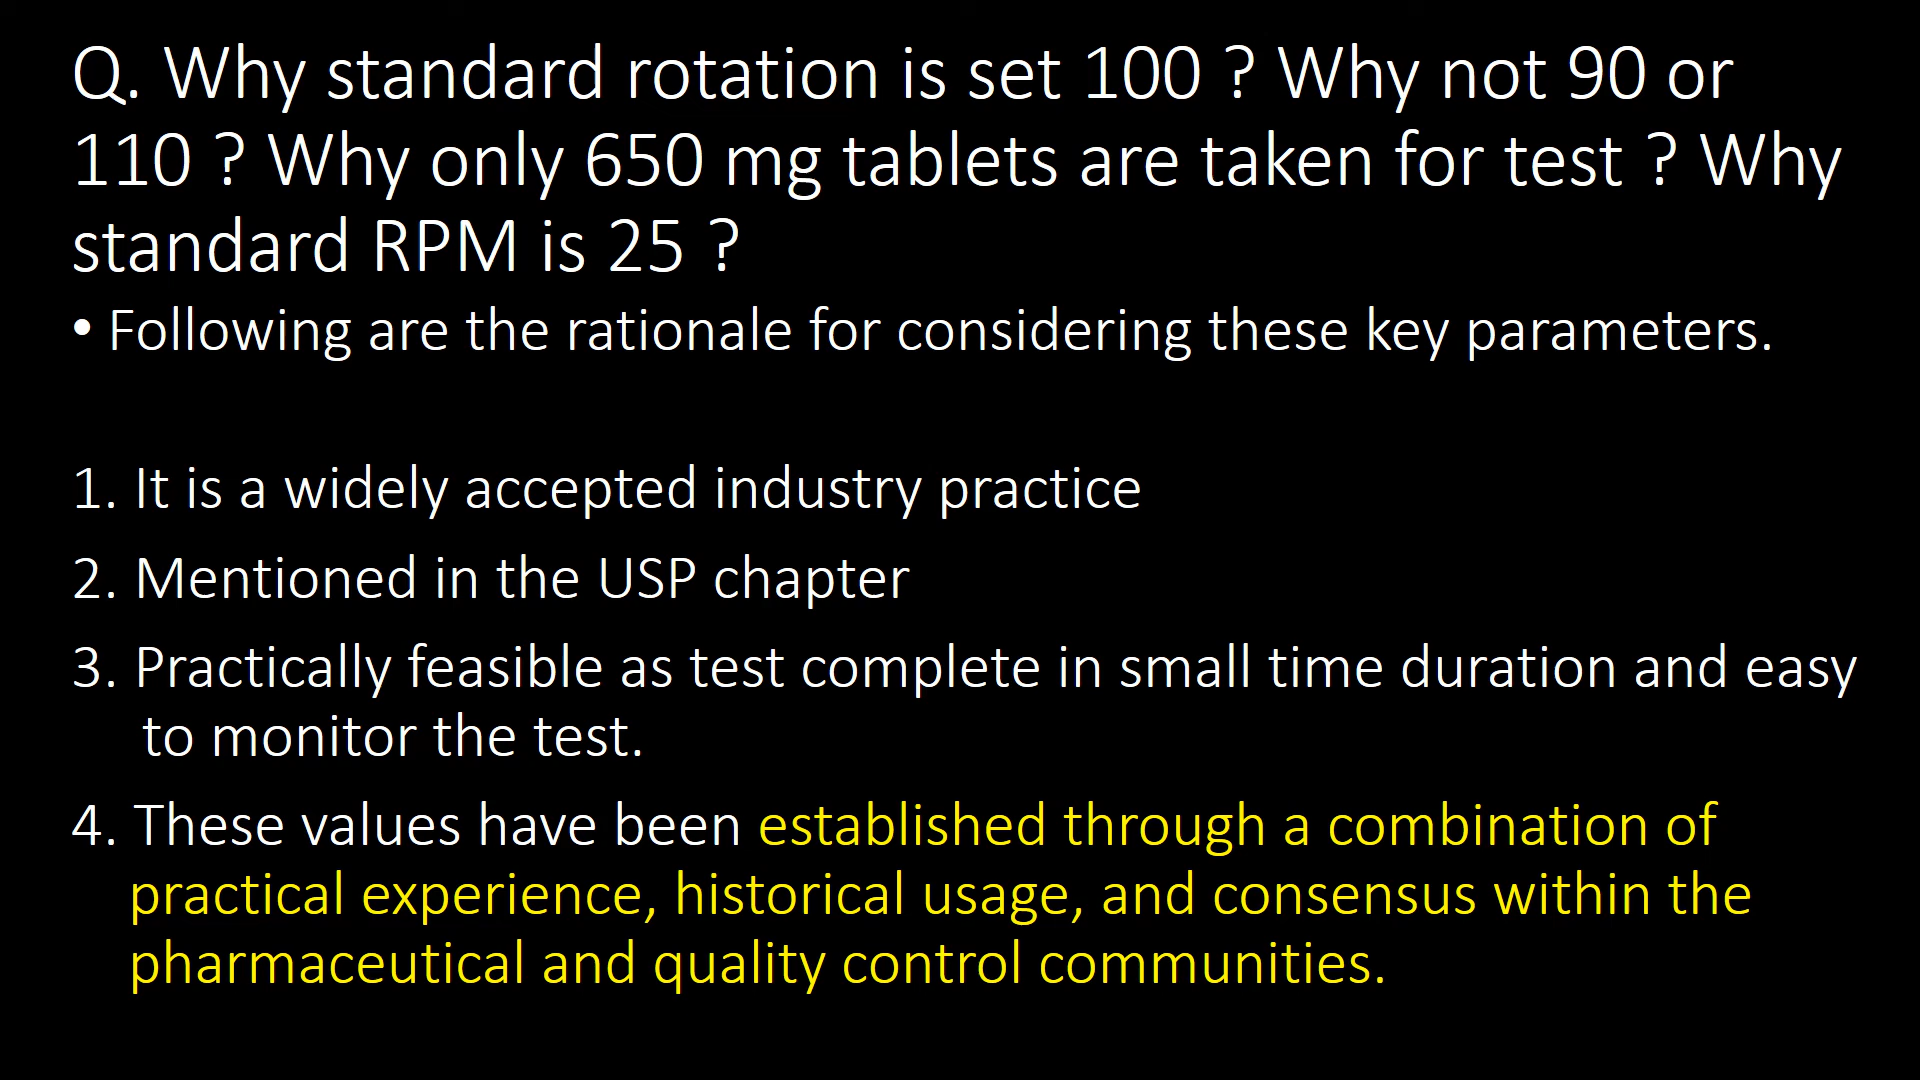 Q. Why standard rotation is set 100 ? Why not 90 or
110 ? Why only 650 mg tablets are taken for test ? Why
standard RPM is 25 ?
• Following are the rationale for considering these key parameters.
1. It is a widely accepted industry practice
2. Mentioned in the USP chapter
3. Practically feasible as test complete in small time duration and easy
to monitor the test.
4. These values have been established through a combination of
practical experience, historical usage, and consensus within the
pharmaceutical and quality control communities.